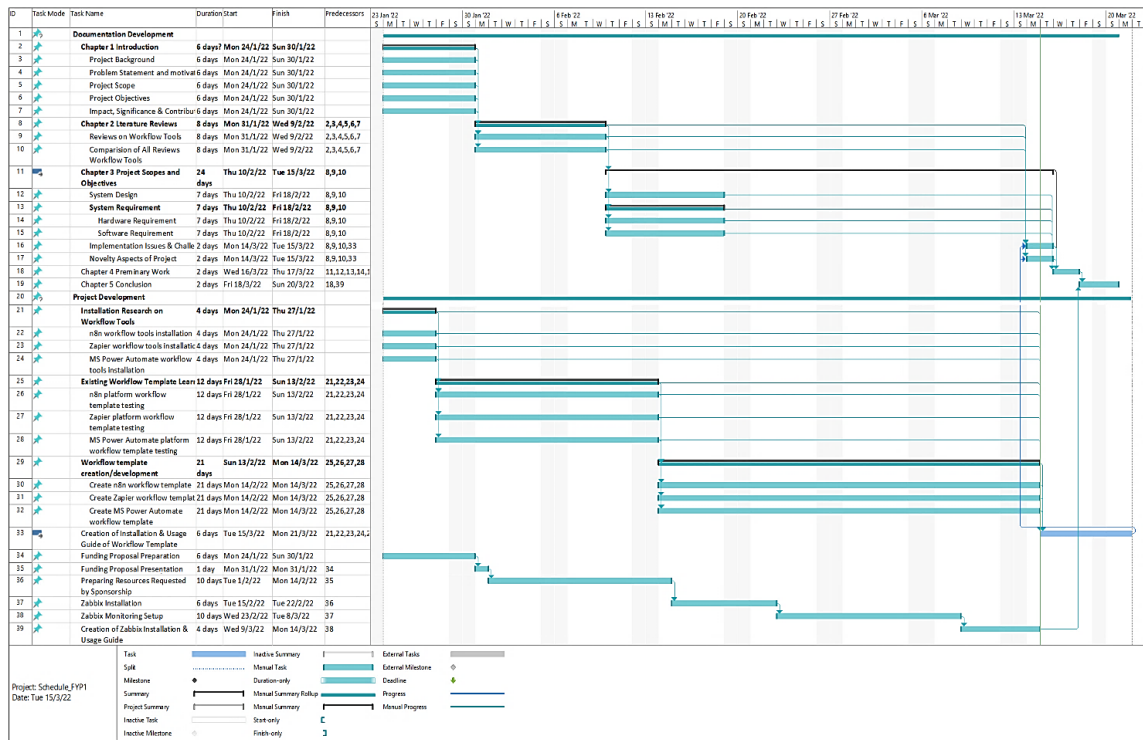 ID Task Mode Task Name Duration Start Finish Predecessors 23 Jan '22 30 Jan '22 6 Feb '22 13 Feb '22 20 Feb '22 27 Feb '22 6 Mar '22 13 Mar '22 20 Mar '22
S M T W T F S S M T W T F S S M T W T F S S M T W T F S S M T W T F S S M T W T F S S M T W T F S S M T W T F S S M T
1 Documentation Development
2 Chapter 1 Introduction 6 days? Mon 24/1/22 Sun 30/1/22
3 Project Background 6 days Mon 24/1/22 Sun 30/1/22
4 Problem Statement and motivat 6 days Mon 24/1/22 Sun 30/1/22
5 Project Scope 6 days Mon 24/1/22 Sun 30/1/22
6 Project Objectives 6 days Mon 24/1/22 Sun 30/1/22
7 Impact, Significance & Contribu 6 days Mon 24/1/22 Sun 30/1/22
8 Chapter 2 Literature Reviews 8 days Mon 31/1/22 Wed 9/2/22 2,3,4,5,6,7
9 Reviews on Workflow Tools 8 days Mon 31/1/22 Wed 9/2/22 2,3,4,5,6,7
10 Comparision of All Reviews 8 days Mon 31/1/22 Wed 9/2/22 2,3,4,5,6,7
Workflow Tools
11 Chapter 3 Project Scopes and 24 Thu 10/2/22 Tue 15/3/22 8,9,10
Objectives days
12 System Design 7 days Thu 10/2/22 Fri 18/2/22 8,9,10
13 System Requirement 7 days Thu 10/2/22 Fri 18/2/22 8,9,10
14 Hardware Requirement 7 days Thu 10/2/22 Fri 18/2/22 8,9,10
15 Software Requirement 7 days Thu 10/2/22 Fri 18/2/22 8,9,10
16 Implementation Issues & Challe 2 days Mon 14/3/22 Tue 15/3/22 8,9,10,33
17 Novelty Aspects of Project 2 days Mon 14/3/22 Tue 15/3/22 8,9,10,33
18 Chapter 4 Preminary Work 2 days Wed 16/3/22 Thu 17/3/22 11,12,13,14,1
19 Chapter 5 Conclusion 2 days Fri 18/3/22 Sun 20/3/22 18,39
20 Project Development
21 Installation Research on 4 days Mon 24/1/22 Thu 27/1/22
Workflow Tools
22 n8n workflow tools installation 4 days Mon 24/1/22 Thu 27/1/22
23 Zapier workflow tools installatic 4 days Mon 24/1/22 Thu 27/1/22
24 MS Power Automate workflow 4 days Mon 24/1/22 Thu 27/1/22
tools installation
25 Existing Workflow Template Lear 12 days Fri 28/1/22 Sun 13/2/22 21,22,23,24
26 n8n platform workflow 12 days Fri 28/1/22 Sun 13/2/22 21,22,23,24
template testing
27 Zapier platform workflow 12 days Fri 28/1/22 Sun 13/2/22 21,22,23,24
template testing
28 MS Power Automate platform 12 days Fri 28/1/22 Sun 13/2/22 21,22,23,24
workflow template testing
29 Workflow template 21 Sun 13/2/22 Mon 14/3/22 25,26,27,28
creation/development days
30 Create n8n workflow template 21 days Mon 14/2/22 Mon 14/3/22 25,26,27,28
31 Create Zapier workflow templat 21 days Mon 14/2/22 Mon 14/3/22 25,26,27,28
32 Create MS Power Automate 21 days Mon 14/2/22 Mon 14/3/22 25,26,27,28
workflow template
33 Creation of Installation & Usage 6 days Tue 15/3/22 Mon 21/3/22 21,22,23,24,2
Guide of Workflow Template
34 Funding Proposal Preparation 6 days Mon 24/1/22 Sun 30/1/22
35 Funding Proposal Presentation 1 day Mon 31/1/22 Mon 31/1/22 34
36 Preparing Resources Requested 10 days Tue 1/2/22 Mon 14/2/22 35
by Sponsorship
37 Zabbix Installation 6 days Tue 15/2/22 Tue 22/2/22 36
38 Zabbix Monitoring Setup 10 days Wed 23/2/22 Tue 8/3/22 37
39 Creation of Zabbix Installation & 4 days Wed 9/3/22 Mon 14/3/22 38
Usage Guide
Project: Schedule_FYP1
Date: Tue 15/3/22
Task Inactive Summary External Tasks
Split Manual Task External Milestone
Milestone Duration-only Deadline
Summary Manual Summary Rollup Progress
Project Summary Manual Summary Manual Progress
Inactive Task Start-only
Inactive Milestone Finish-only